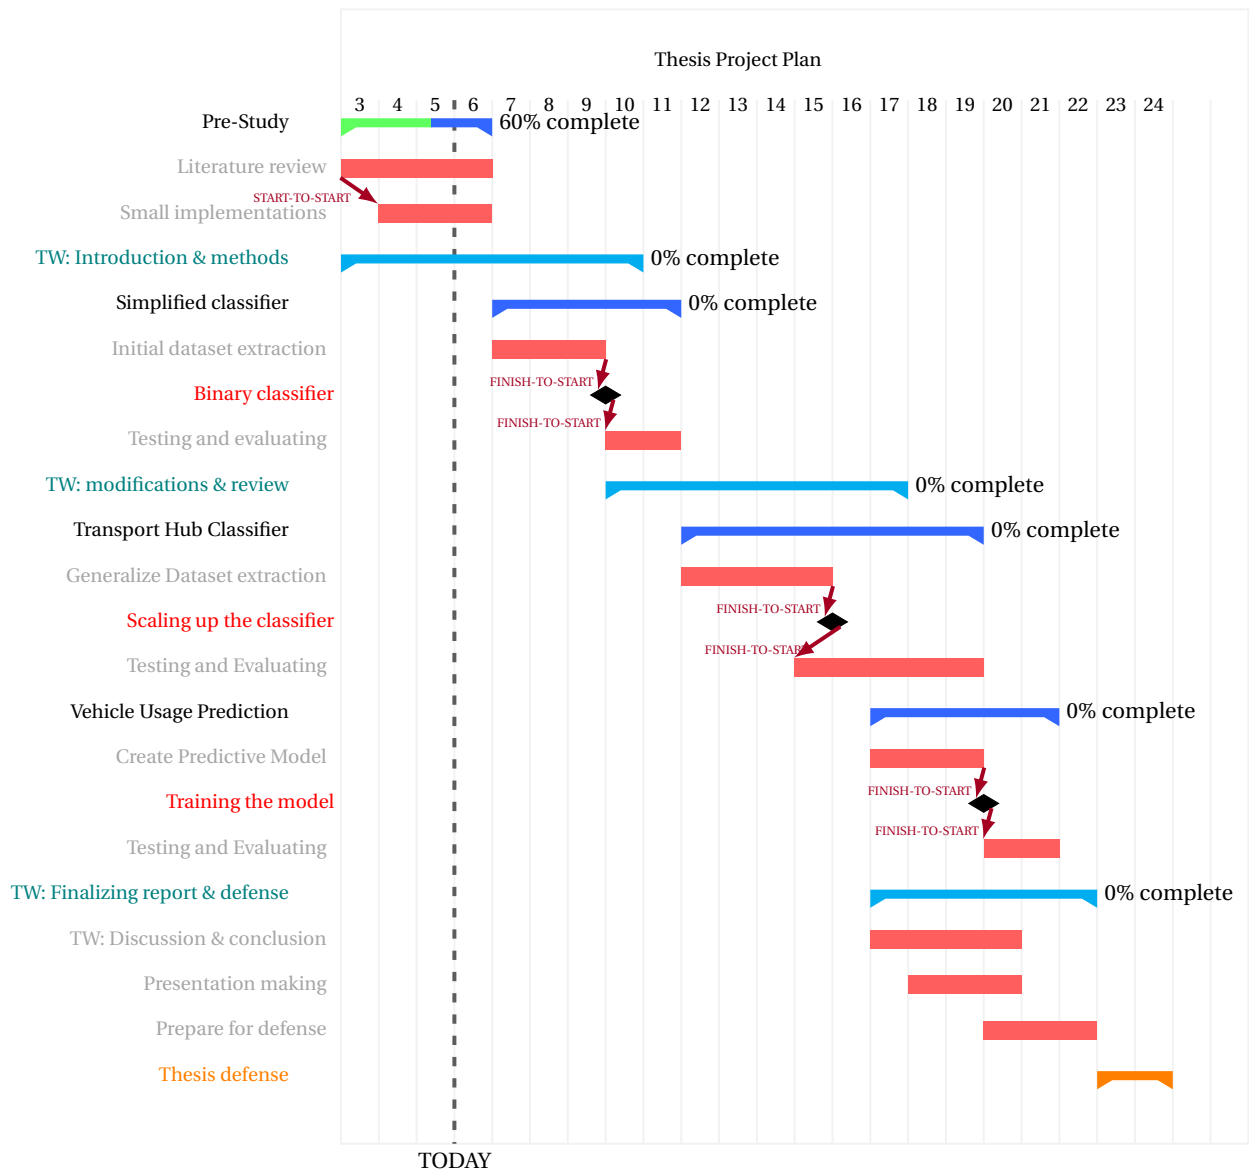 Thesis Project Plan
3 4 5 6 7 8 9 10 11 12 13 14 15 16 17 18 19 20 21 22 23 24
Pre-Study 60% complete
Literature review
START-TO-START
Small implementations
TW: Introduction & methods 0% complete
Simplified classifier 0% complete
Initial dataset extraction
FINISH-TO-START
Binary classifier
FINISH-TO-START
Testing and evaluating
TW: modifications & review 0% complete
Transport Hub Classifier 0% complete
Generalize Dataset extraction
FINISH-TO-START
Scaling up the classifier
FINISH-TO-START
Testing and Evaluating
Vehicle Usage Prediction 0% complete
Create Predictive Model
FINISH-TO-START
Training the model
FINISH-TO-START
Testing and Evaluating
TW: Finalizing report & defense 0% complete
TW: Discussion & conclusion
Presentation making
Prepare for defense
Thesis defense
TODAY